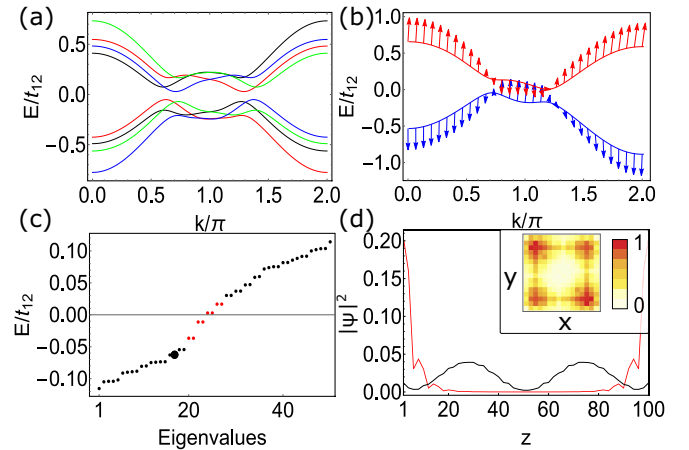 (a)
(b)
E/t12
0.5
0.0
−0.5
0.0 0.5 1.0 1.5 2.0
k/π
E/t12
1.0
0.5
0.0
−0.5
−1.0
0.0 0.5 1.0 1.5 2.0
k/π
(c)
(d)
E/t12
0.10
0.05
0.00
−0.05
−0.10
1 20 40
Eigenvalues
|ψ|²
0.20
0.15
0.10
0.05
0.00
1 20 40 60 80 100
z
y
x
1
0